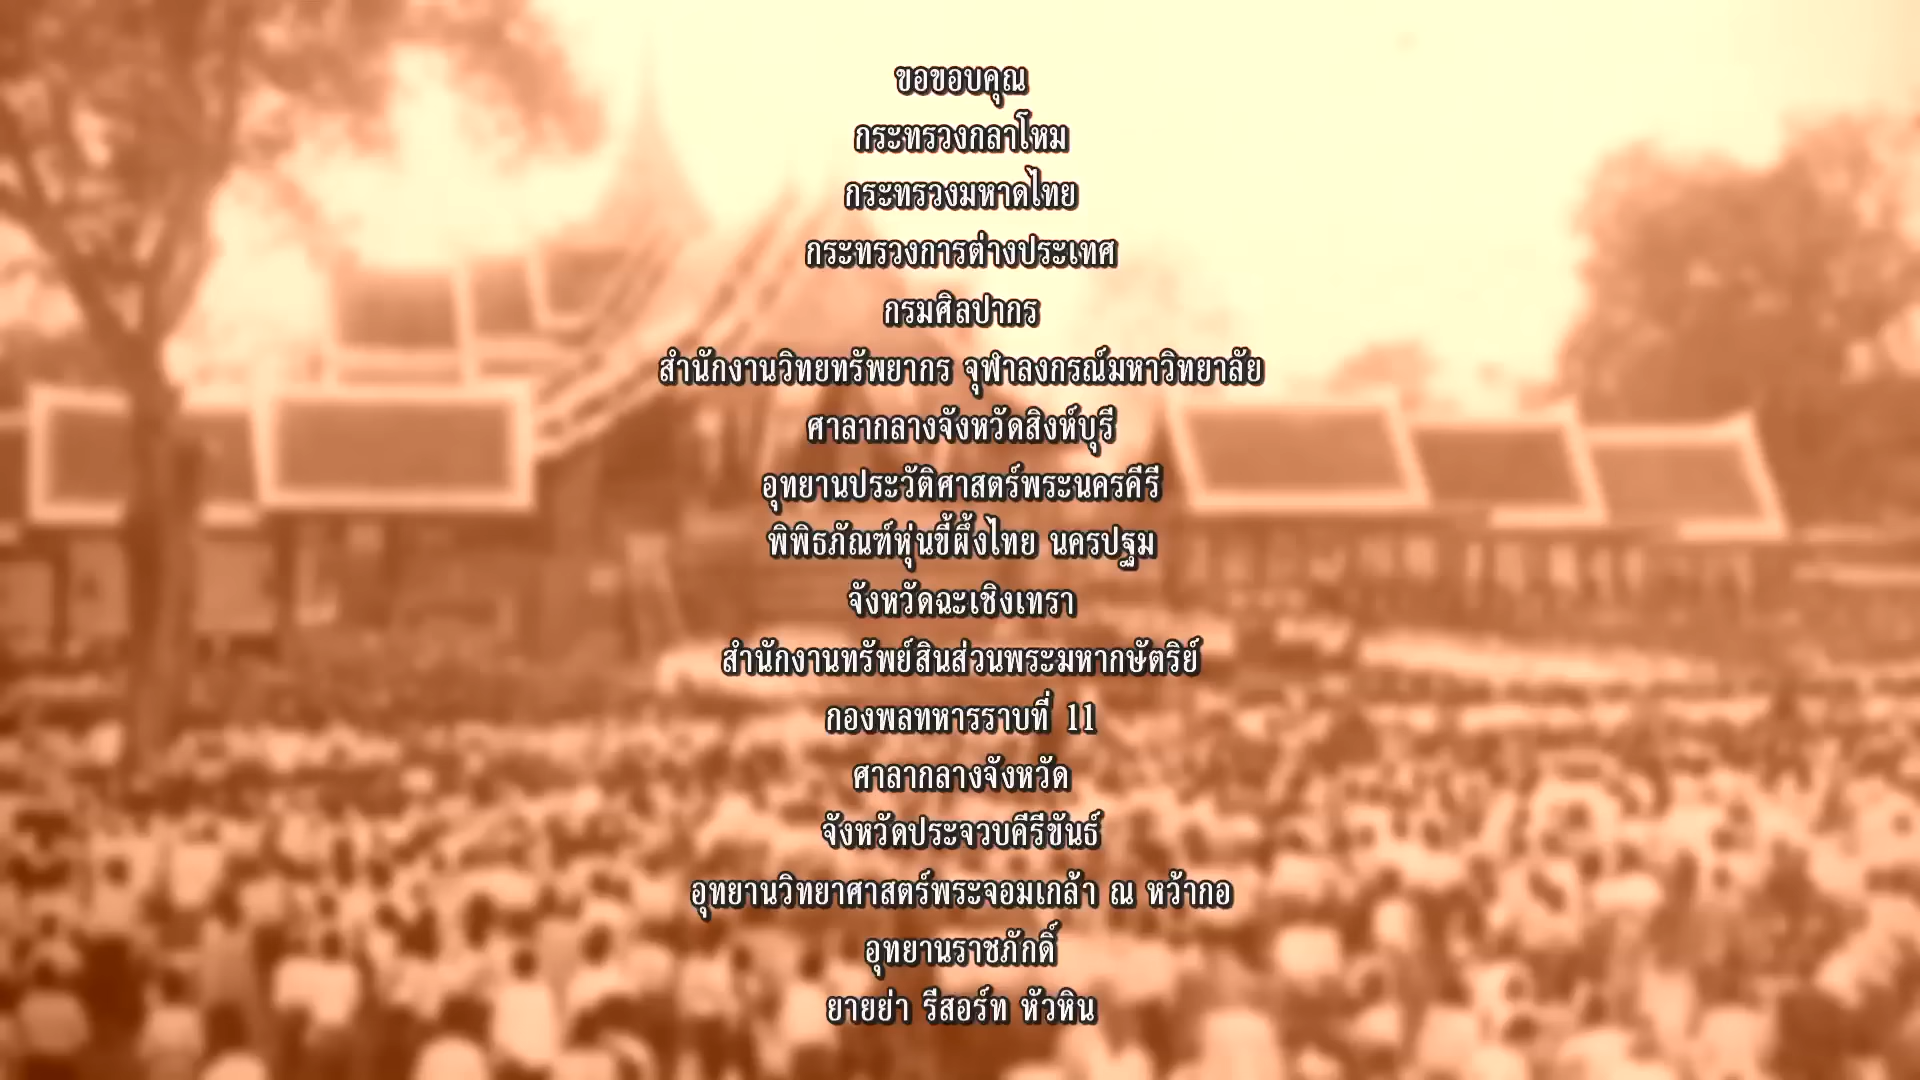 ขอขอบคุณ
กระทรวงกลาโหม
กระทรวงมหาดไทย
กระทรวงการต่างประเทศ
กรมศิลปากร
สำนักงานวิทยทรัพยากร จุฬาลงกรณ์มหาวิทยาลัย
ศาลากลางจังหวัดสิงห์บุรี
อุทยานประวัติศาสตร์พระนครคีรี
พิพิธภัณฑ์หุ่นขี้ผึ้งไทย นครปฐม
จังหวัดฉะเชิงเทรา
สำนักงานทรัพย์สินส่วนพระมหากษัตริย์
กองพลทหารราบที่ 11
ศาลากลางจังหวัด
จังหวัดประจวบคีรีขันธ์
อุทยานวิทยาศาสตร์พระจอมเกล้า ณ หว้ากอ
อุทยานราชภักดิ์
ยายย่า รีสอร์ท หัวหิน